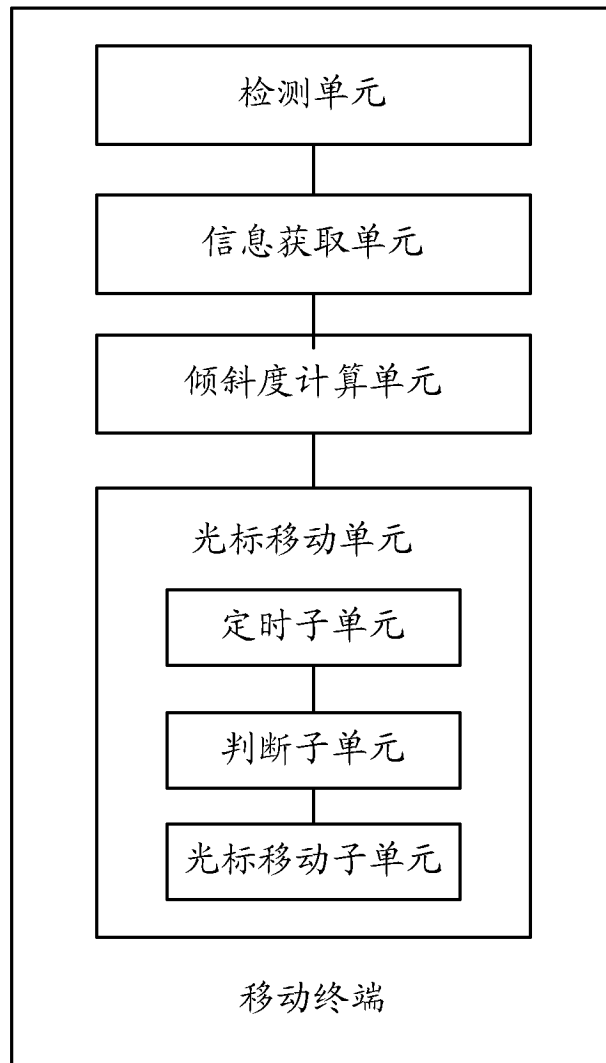 检测单元
信息获取单元
倾斜度计算单元
光标移动单元
定时子单元
判断子单元
光标移动子单元
移动终端